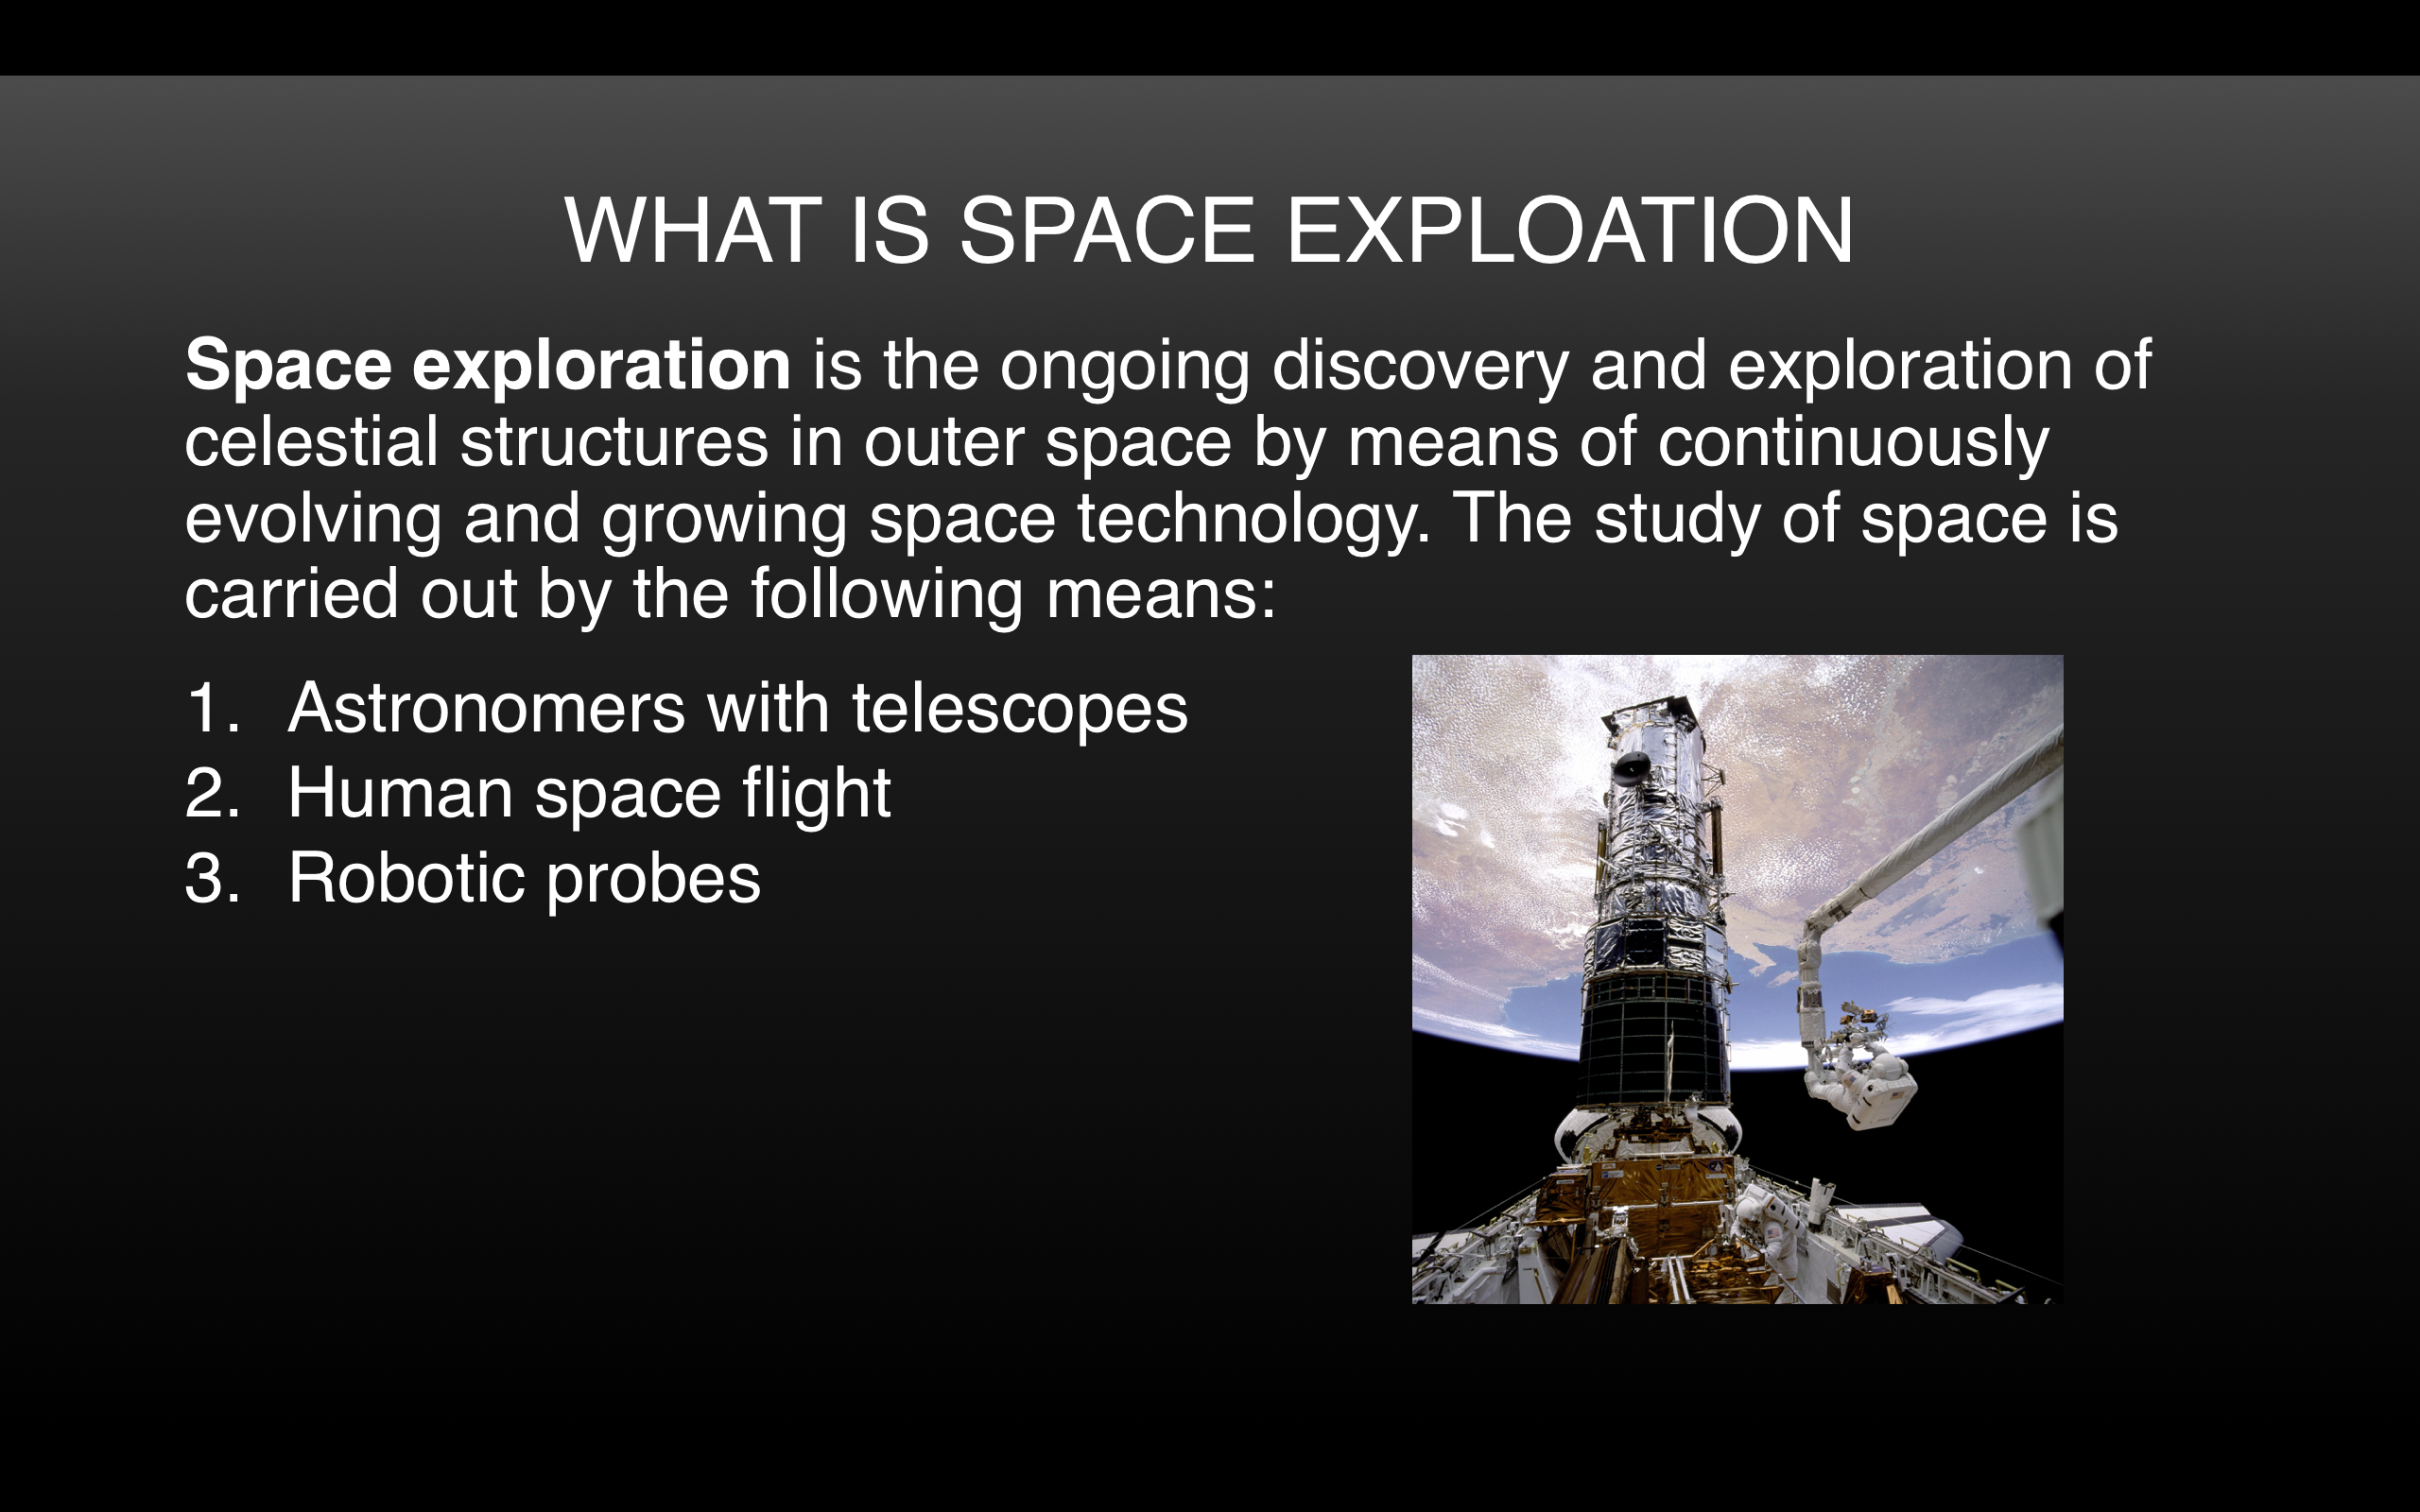 WHAT IS SPACE EXPLOATION
Space exploration is the ongoing discovery and exploration of
celestial structures in outer space by means of continuously
evolving and growing space technology. The study of space is
carried out by the following means:
1. Astronomers with telescopes
2. Human space flight
3. Robotic probes